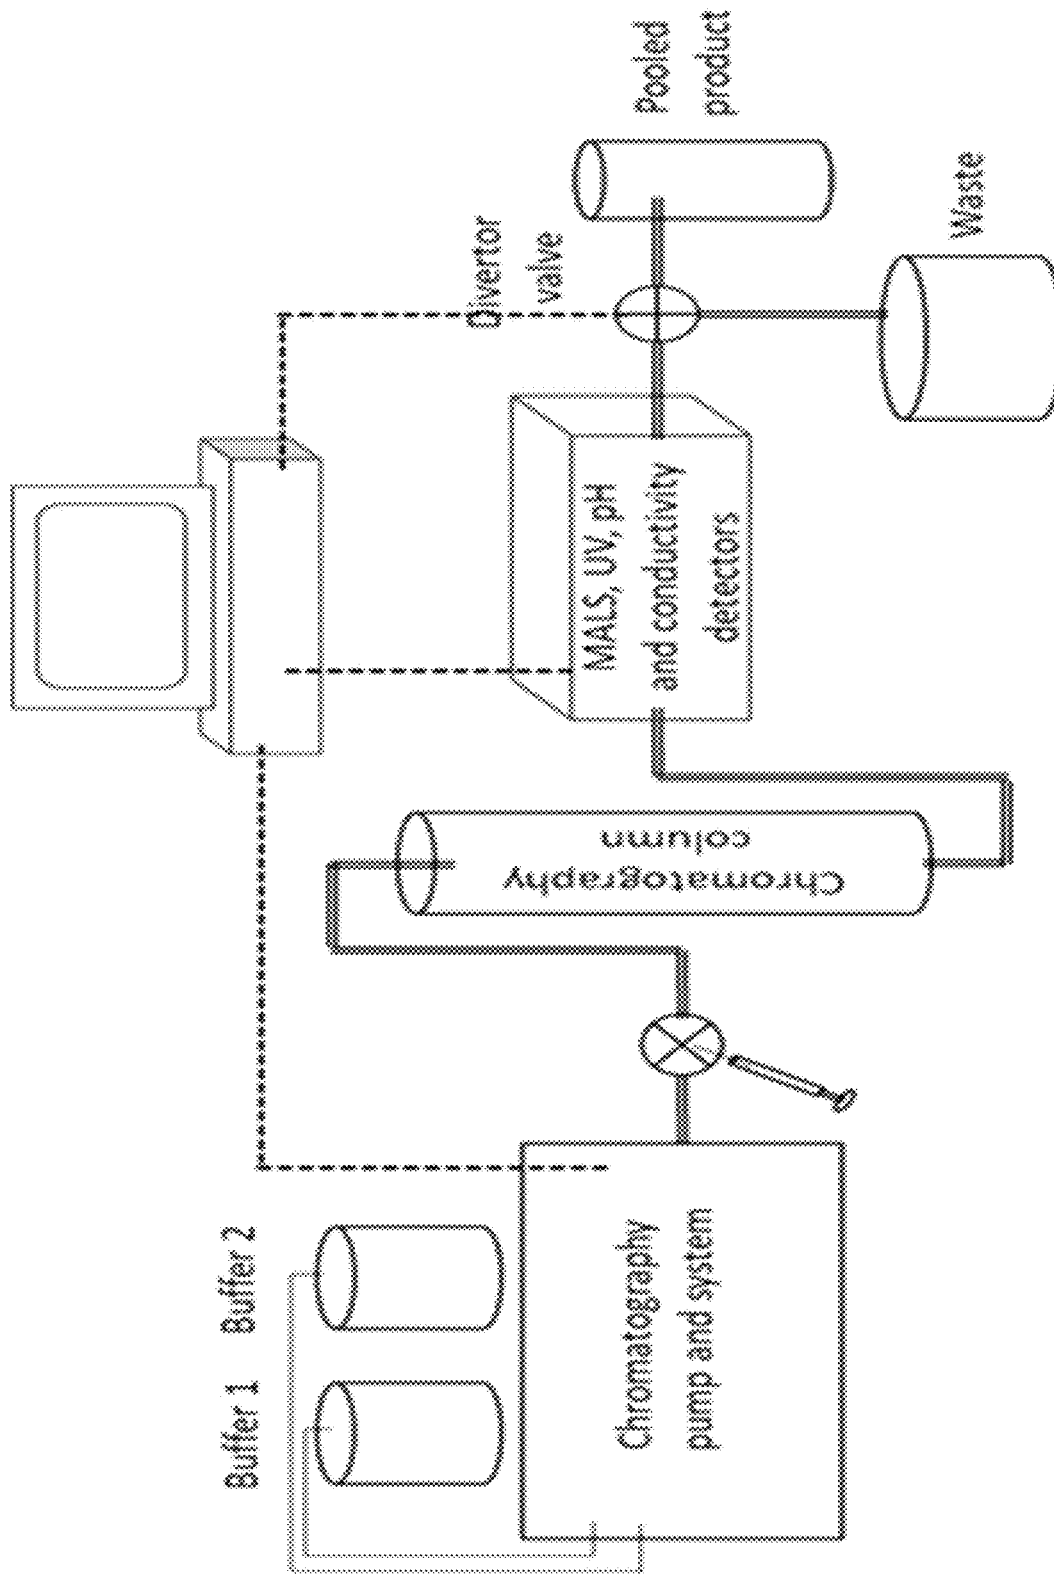 Buffer 1
Buffer 2
Chromatography
pump and system
Chromatography
column
MALS, UV, pH
and conductivity
detectors
Divertor
valve
Pooled
product
Waste